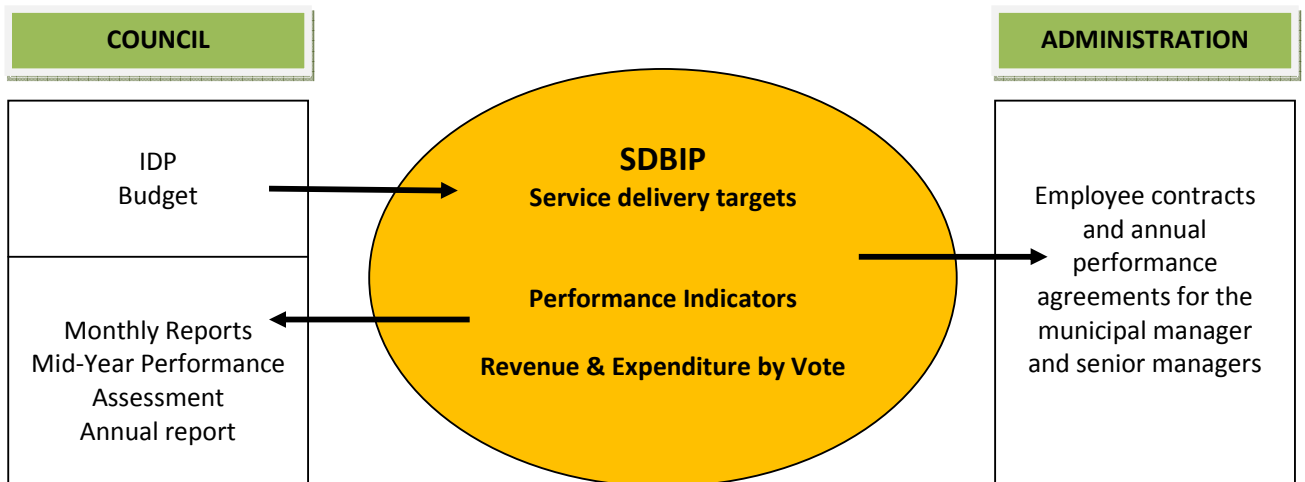 COUNCIL
IDP
Budget
Monthly Reports
Mid-Year Performance
Assessment
Annual report
SDBIP
Service delivery targets
Performance Indicators
Revenue & Expenditure by Vote
ADMINISTRATION
Employee contracts
and annual
performance
agreements for the
municipal manager
and senior managers